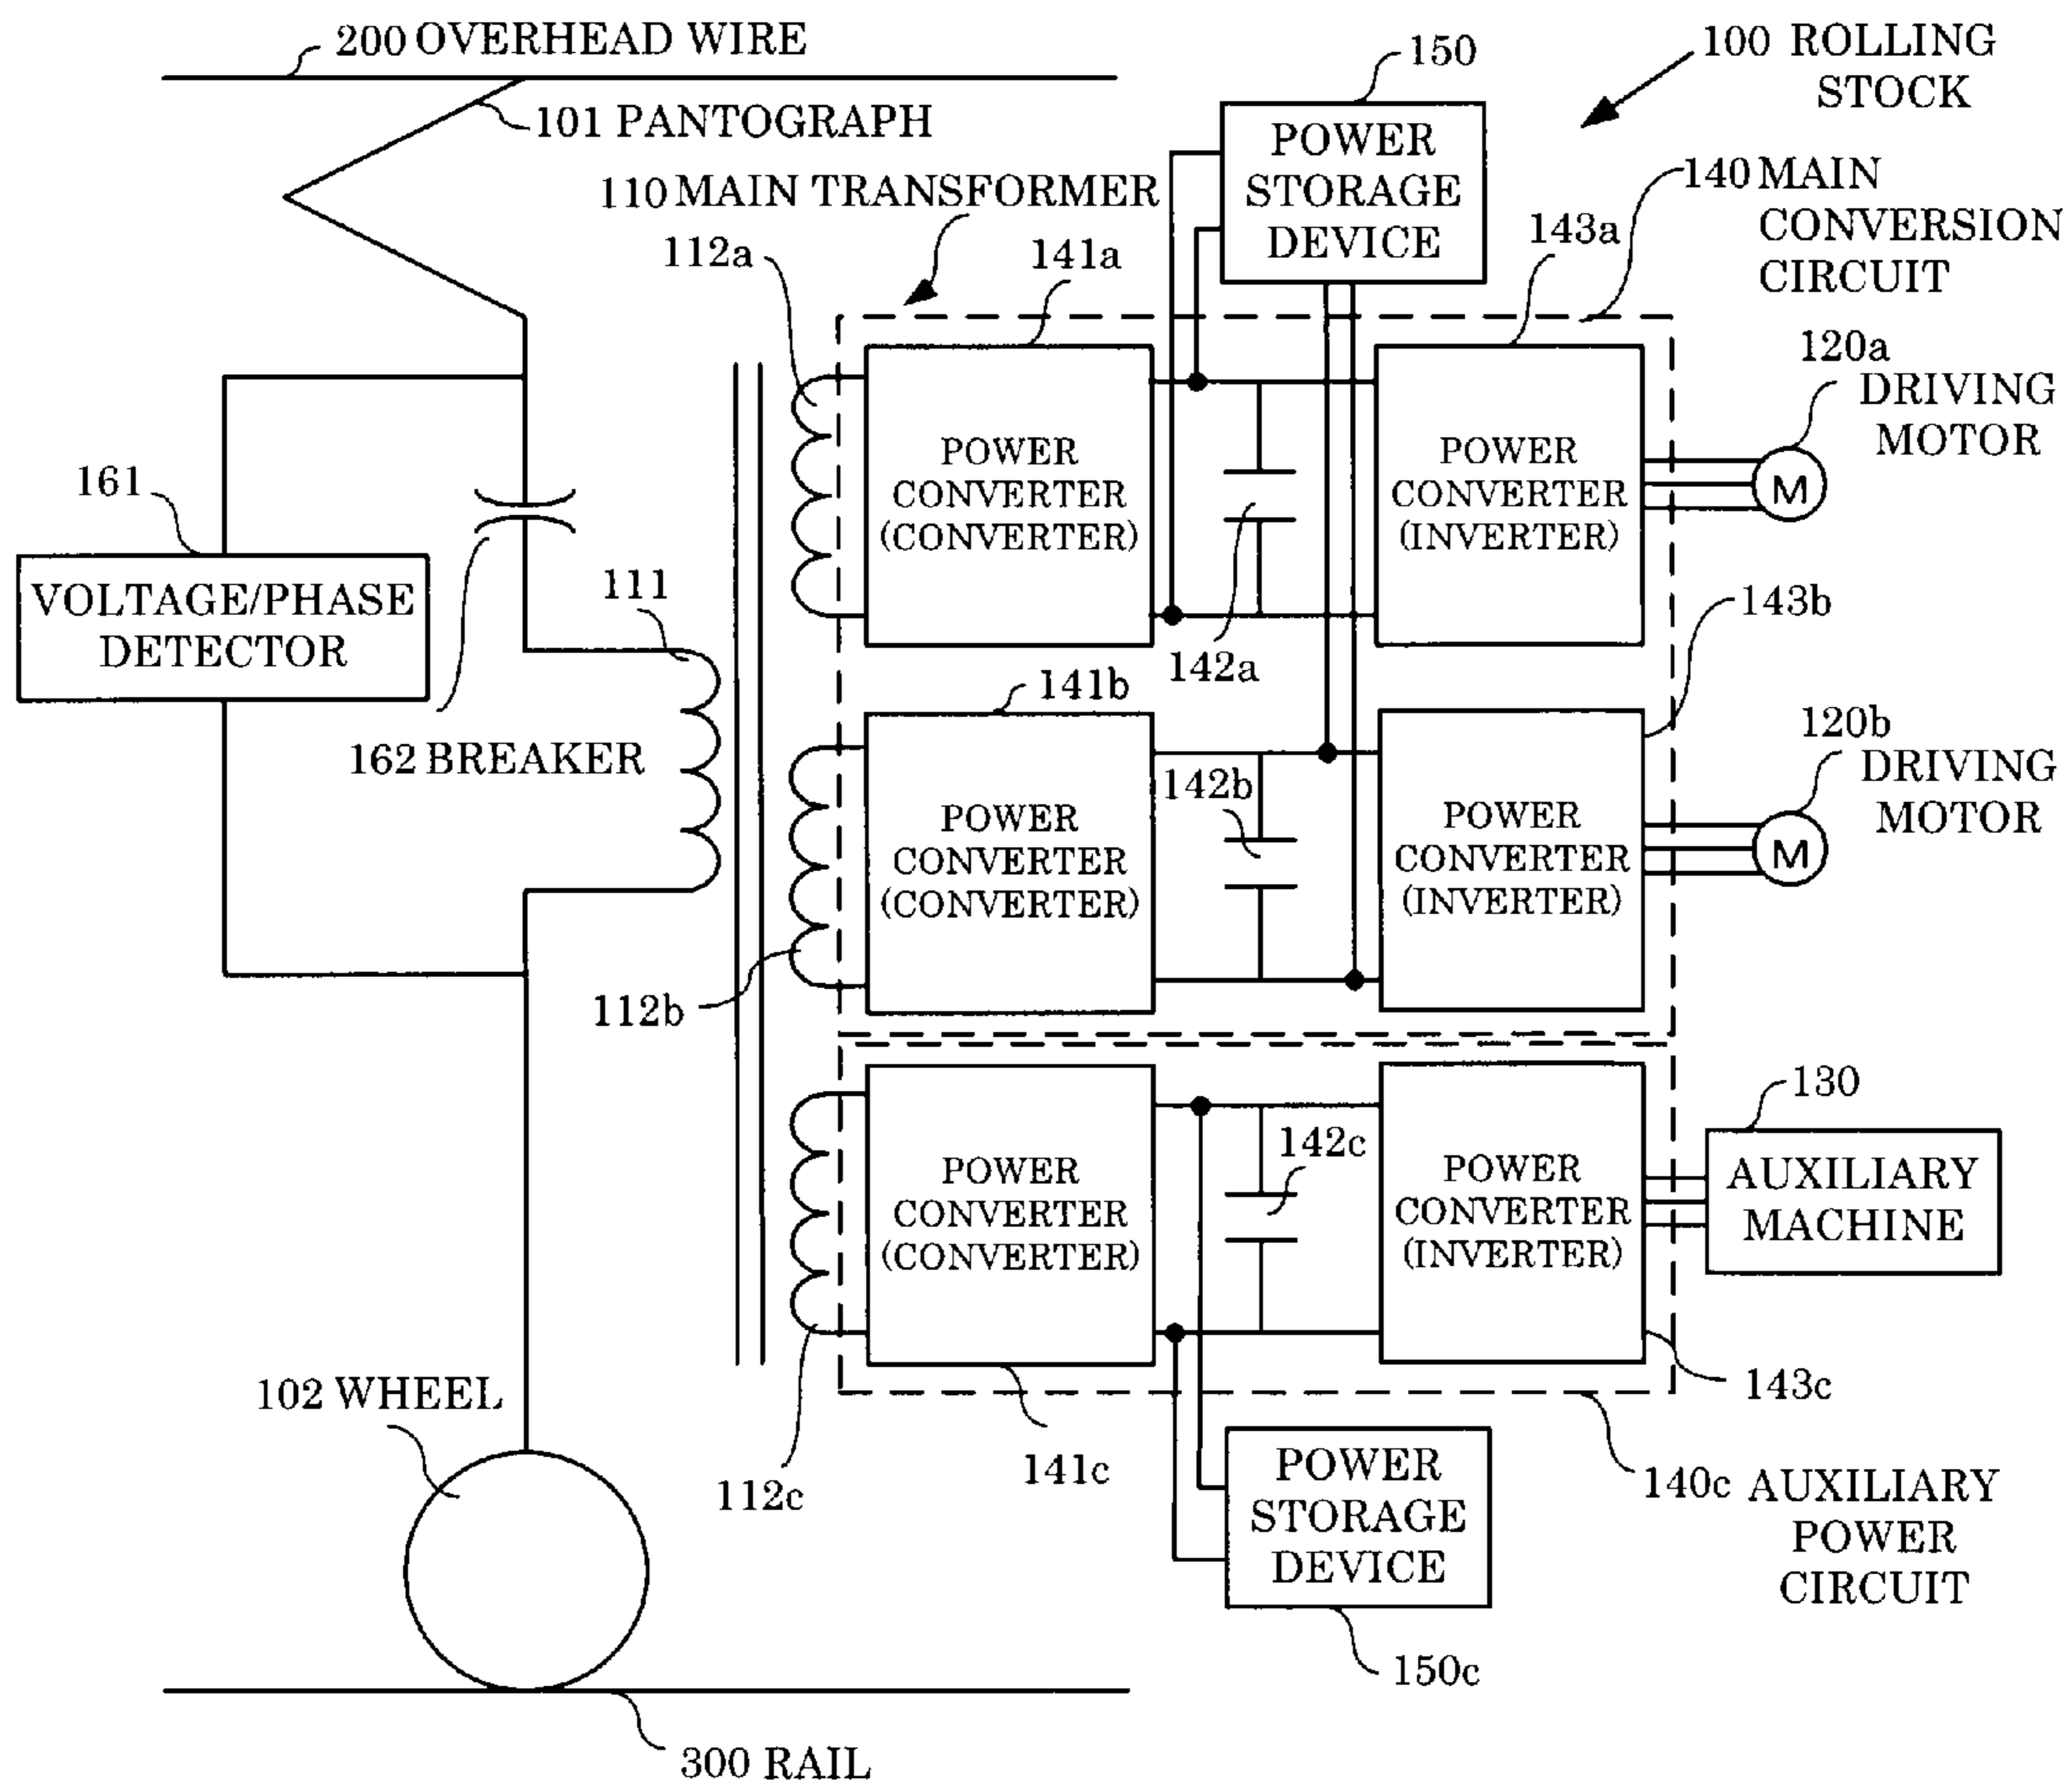 200 OVERHEAD WIRE
101 PANTOGRAPH
110 MAIN TRANSFORMER
150
POWER
STORAGE
DEVICE
100 ROLLING
STOCK
140 MAIN
CONVERSION
CIRCUIT
112a
141a
143a
120a
DRIVING
MOTOR
POWER
CONVERTER
(CONVERTER)
POWER
CONVERTER
(INVERTER)
M
161
VOLTAGE/PHASE
DETECTOR
111
142a
143b
162 BREAKER
141b
142b
120b
DRIVING
MOTOR
POWER
CONVERTER
(CONVERTER)
POWER
CONVERTER
(INVERTER)
M
112b
130
AUXILIARY
MACHINE
142c
POWER
CONVERTER
(CONVERTER)
POWER
CONVERTER
(INVERTER)
102 WHEEL
112c
141c
143c
140c AUXILIARY
POWER
CIRCUIT
POWER
STORAGE
DEVICE
150c
300 RAIL